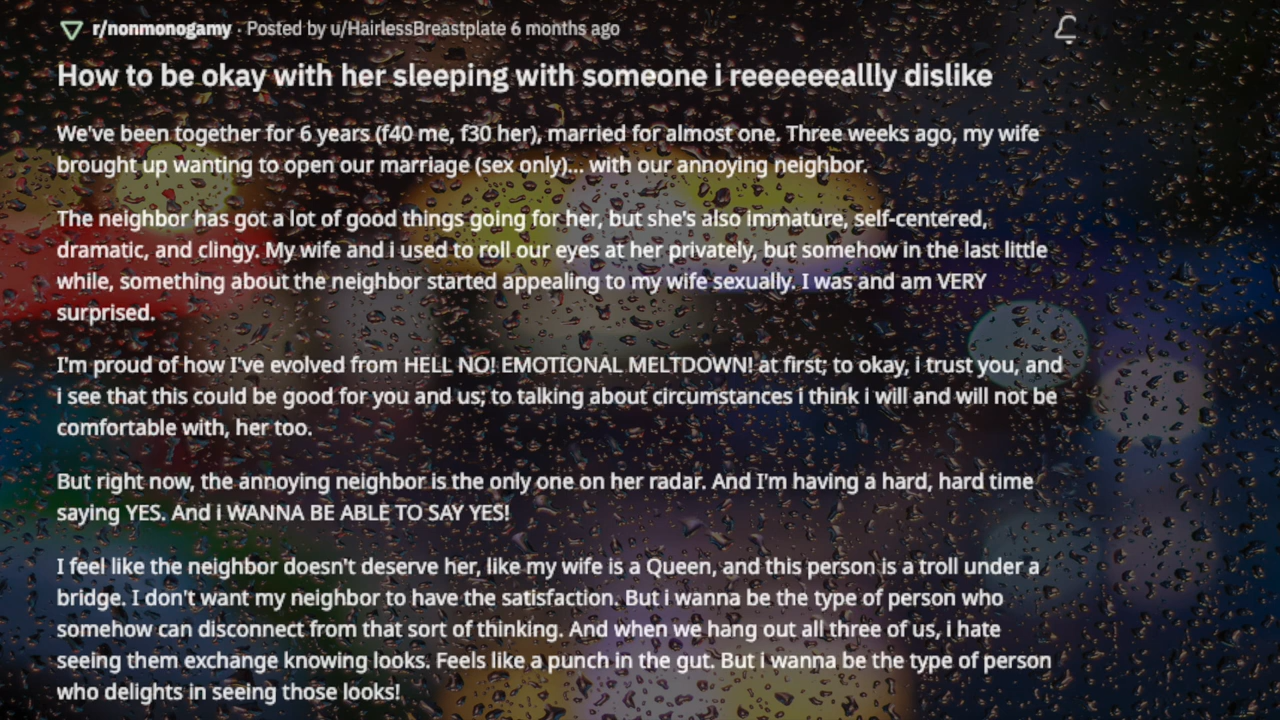 r/nonmonogamy · Posted by u/HairlessBreastplate 6 months ago
How to be okay with her sleeping with someone i reeeeeeallly dislike
We've been together for 6 years (f40 me, f30 her), married for almost one. Three weeks ago, my wife
brought up wanting to open our marriage (sex only)... with our annoying neighbor.
The neighbor has got a lot of good things going for her, but she's also immature, self-centered,
dramatic, and clingy. My wife and i used to roll our eyes at her privately, but somehow in the last little
while, something about the neighbor started appealing to my wife sexually. I was and am VERY
surprised.
I'm proud of how I've evolved from HELL NO! EMOTIONAL MELTDOWN! at first; to okay, i trust you, and
i see that this could be good for you and us; to talking about circumstances i think i will and will not be
comfortable with, her too.
But right now, the annoying neighbor is the only one on her radar. And I'm having a hard, hard time
saying YES. And i WANNA BE ABLE TO SAY YES!
I feel like the neighbor doesn't deserve her, like my wife is a Queen, and this person is a troll under a
bridge. I don't want my neighbor to have the satisfaction. But i wanna be the type of person who
somehow can disconnect from that sort of thinking. And when we hang out all three of us, i hate
seeing them exchange knowing looks. Feels like a punch in the gut. But i wanna be the type of person
who delights in seeing those looks!